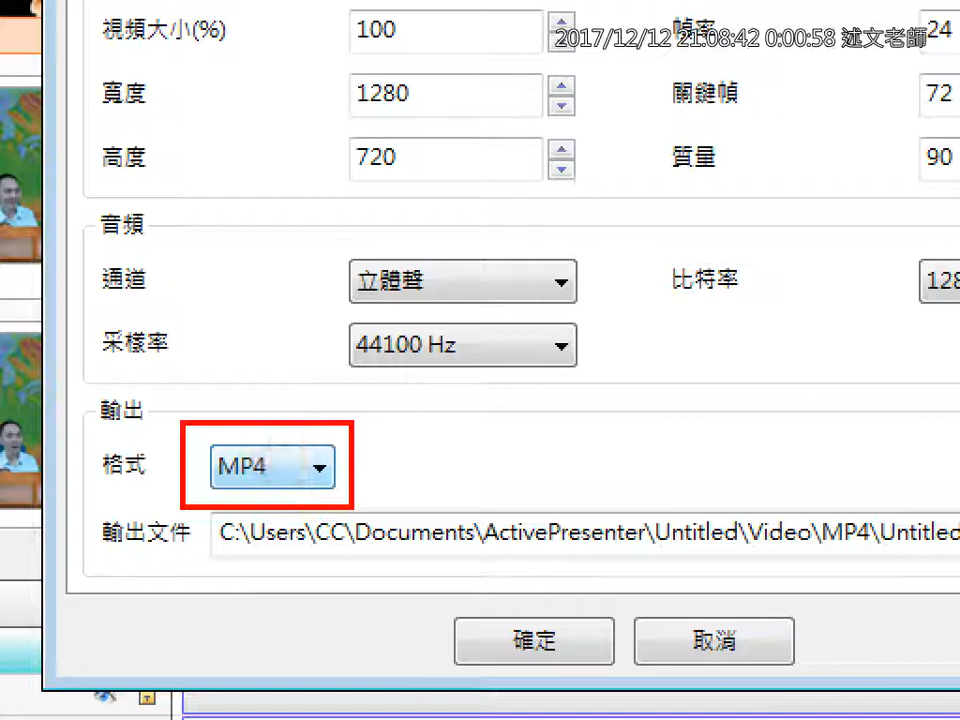 視頻大小(%) 100 幀率 24
2017/12/12 21:08:42 0:00:58 述文老師
寬度 1280 關鍵幀 72
高度 720 質量 90
音頻
通道 立體聲 比特率 128
采樣率 44100 Hz
輸出
格式 MP4
輸出文件 C:\Users\CC\Documents\ActivePresenter\Untitled\Video\MP4\Untitled
確定 取消